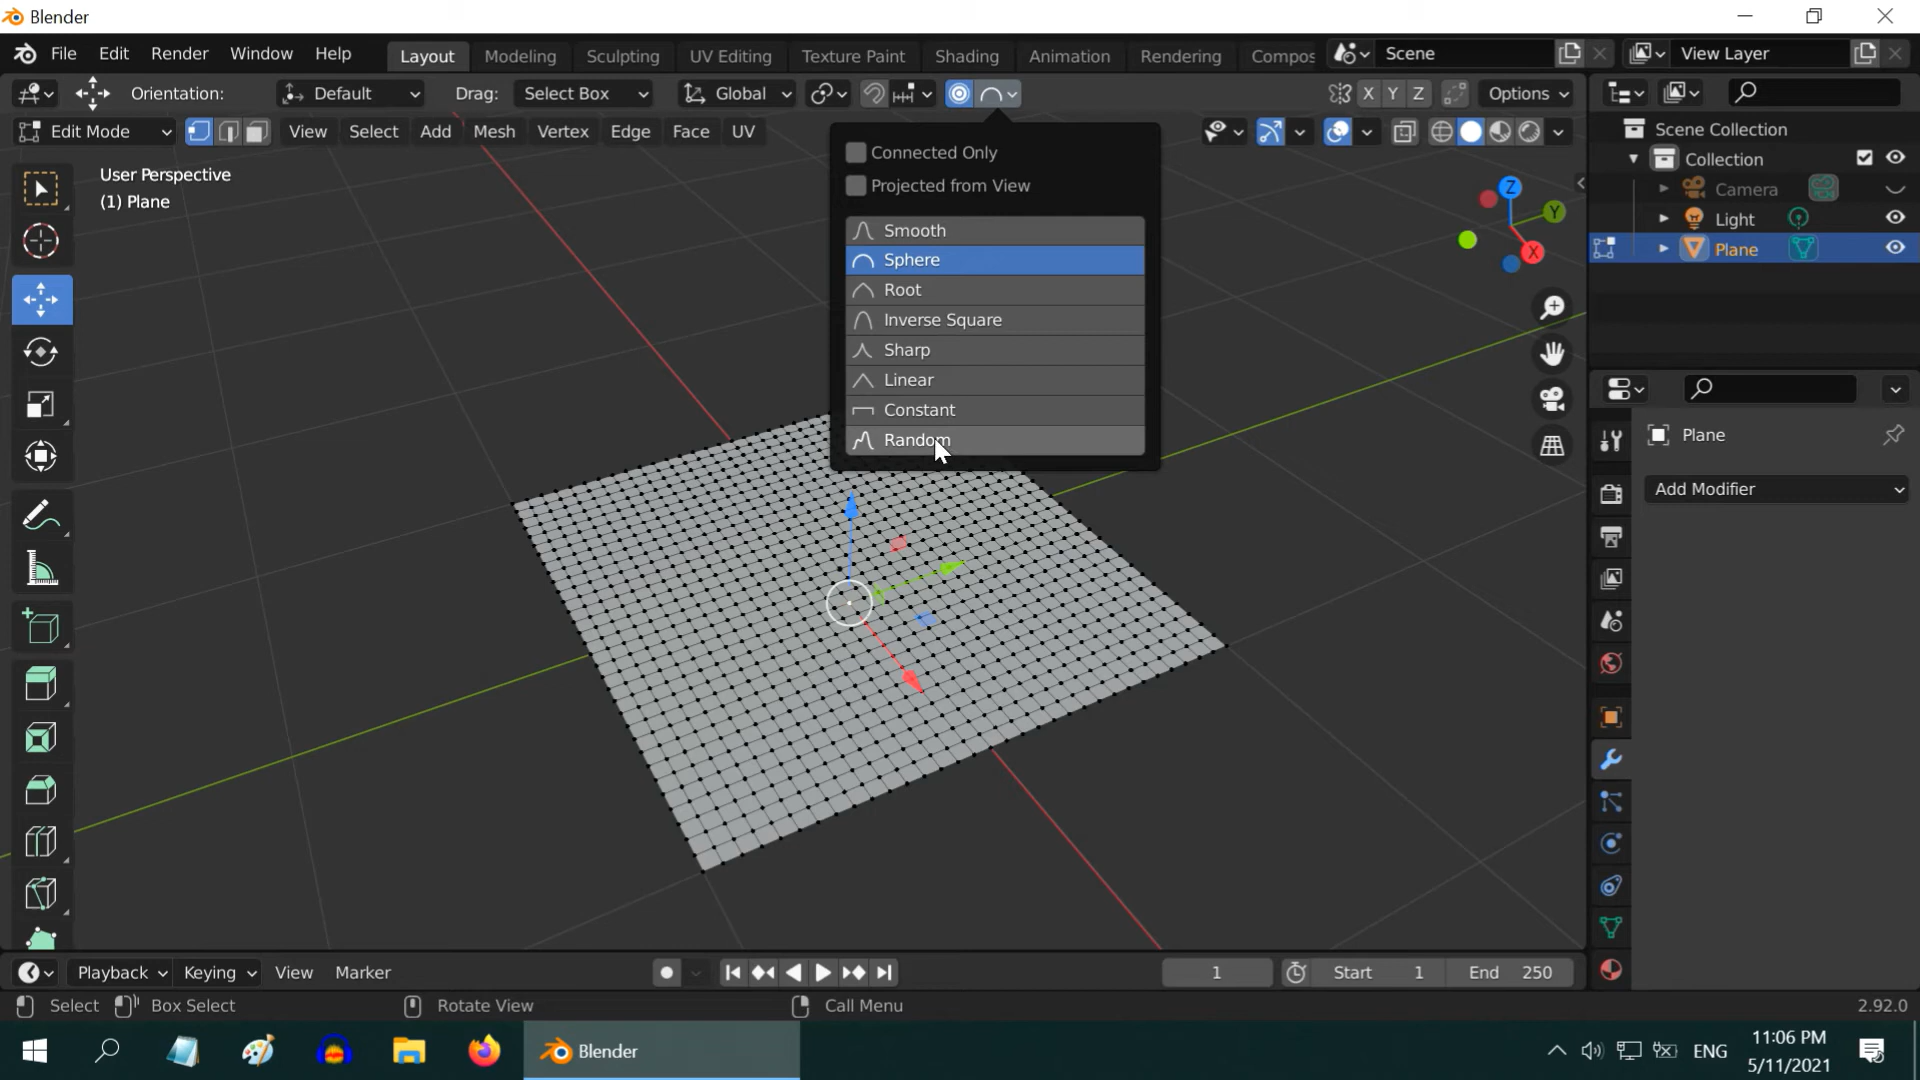 Blender
File Edit Render Window Help Layout Modeling Sculpting UV Editing Texture Paint Shading Animation Rendering Compos Scene View Layer
Orientation: Default Drag: Select Box Global X Y Z Options
Edit Mode View Select Add Mesh Vertex Edge Face UV
User Perspective
(1) Plane
Connected Only
Projected from View
Smooth
Sphere
Root
Inverse Square
Sharp
Linear
Constant
Random
Z
Y
X
Scene Collection
Collection
Camera
Light
Plane
Plane
Add Modifier
Playback Keying View Marker 1 Start 1 End 250
Select Box Select Rotate View Call Menu 2.92.0
Blender ENG
11:06 PM
5/11/2021